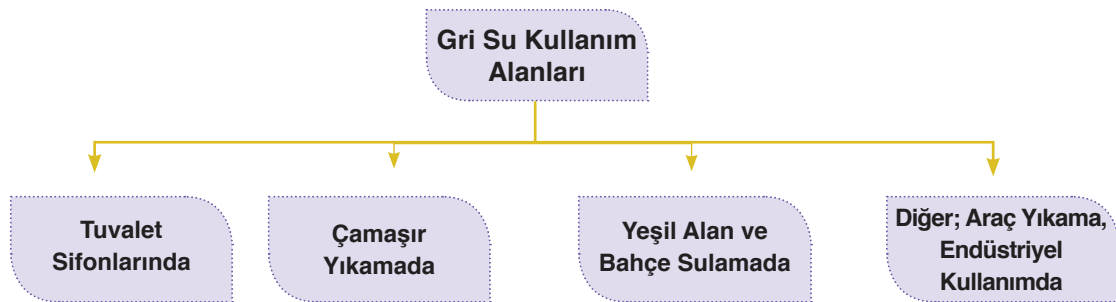 Gri Su Kullanım
Alanları
Tuvalet
Sifonlarında
Çamaşır
Yıkamada
Yeşil Alan ve
Bahçe Sulamada
Diğer; Araç Yıkama,
Endüstriyel
Kullanımda